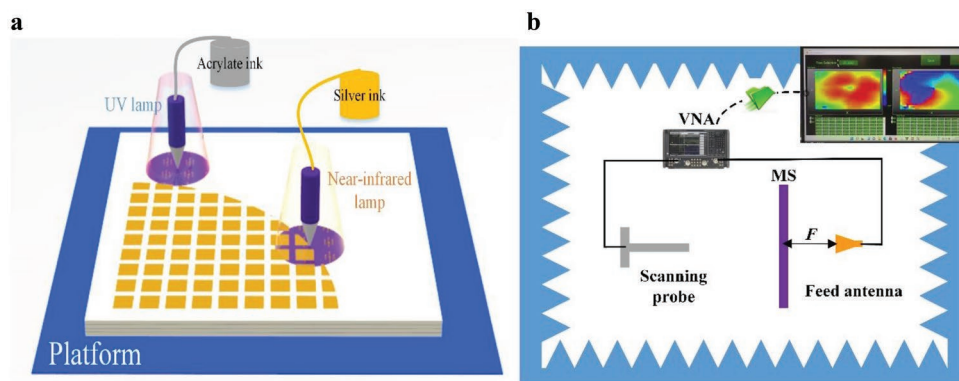 a
Acrylate ink
UV lamp
Silver ink
Near-infrared
lamp
Platform
b
VNA
MS
F
Scanning
probe
Feed antenna